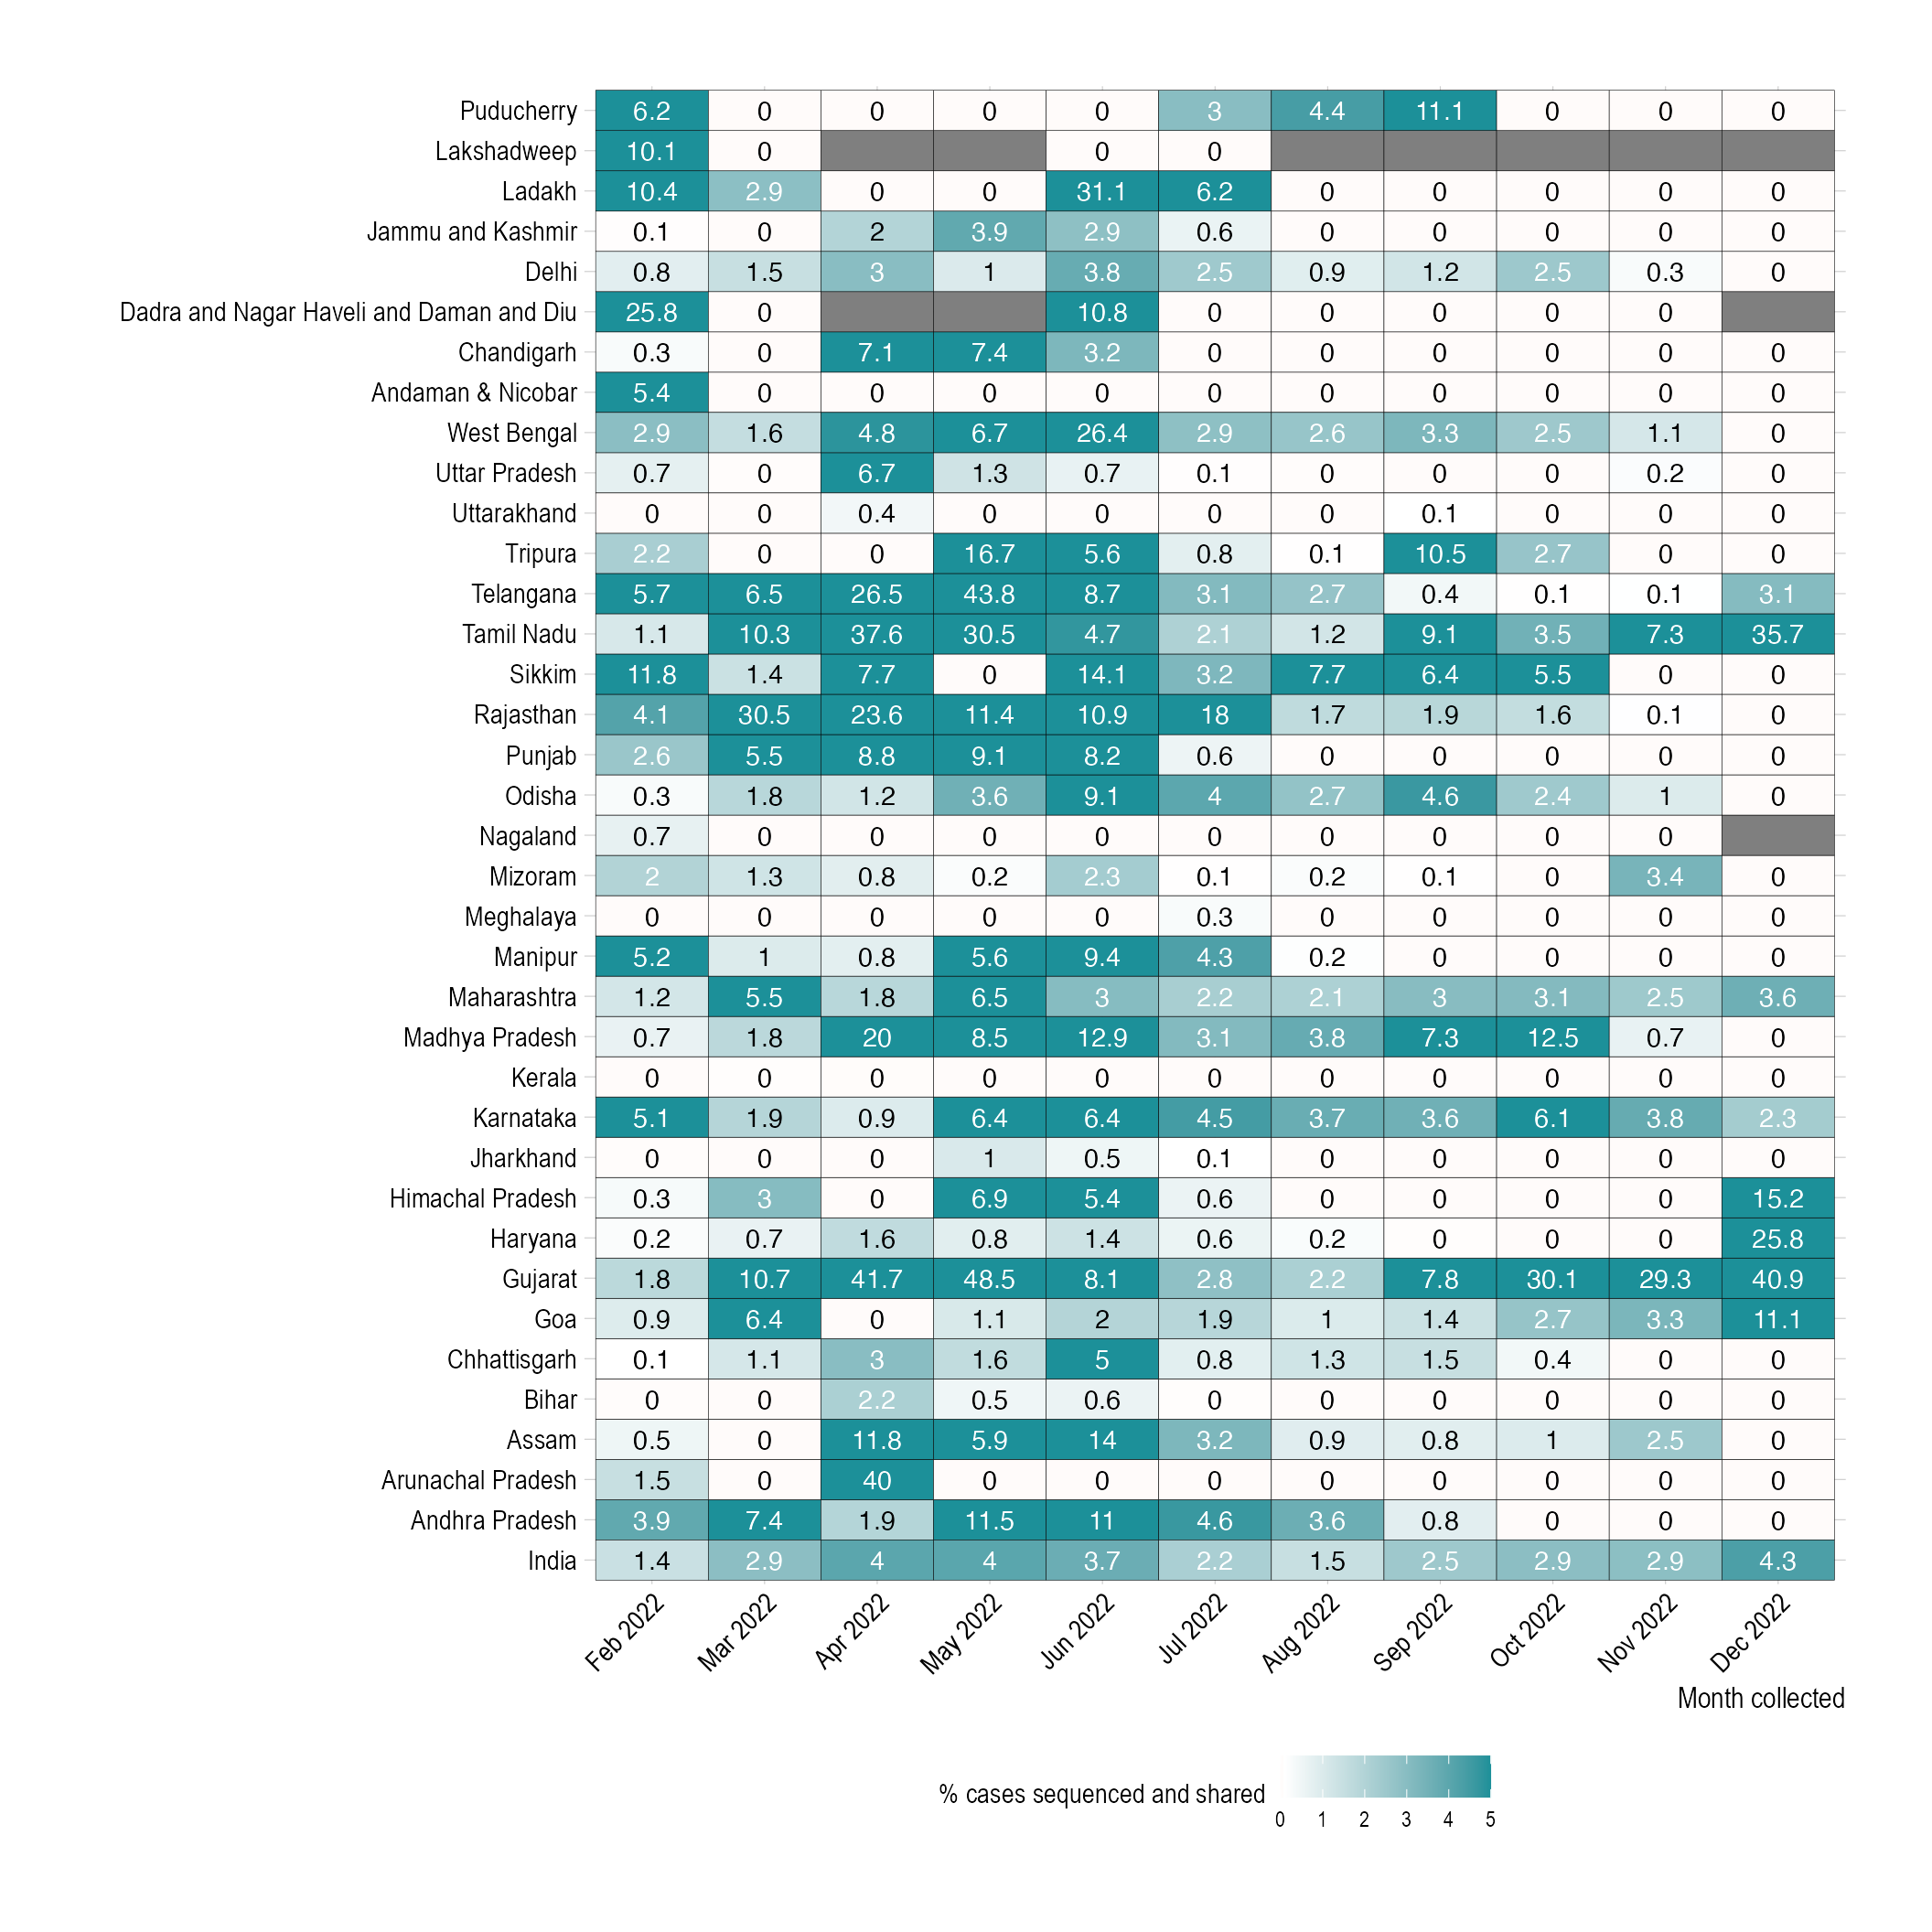 Puducherry 6.2 0 0 0 0 3 4.4 11.1 0 0 0
Lakshadweep 10.1 0 0 0
Ladakh 10.4 2.9 0 0 31.1 6.2 0 0 0 0 0
Jammu and Kashmir 0.1 0 2 3.9 2.9 0.6 0 0 0 0 0
Delhi 0.8 1.5 3 1 3.8 2.5 0.9 1.2 2.5 0.3 0
Dadra and Nagar Haveli and Daman and Diu 25.8 0 10.8 0 0 0 0 0
Chandigarh 0.3 0 7.1 7.4 3.2 0 0 0 0 0 0
Andaman & Nicobar 5.4 0 0 0 0 0 0 0 0 0 0
West Bengal 2.9 1.6 4.8 6.7 26.4 2.9 2.6 3.3 2.5 1.1 0
Uttar Pradesh 0.7 0 6.7 1.3 0.7 0.1 0 0 0 0.2 0
Uttarakhand 0 0 0.4 0 0 0 0 0.1 0 0 0
Tripura 2.2 0 0 16.7 5.6 0.8 0.1 10.5 2.7 0 0
Telangana 5.7 6.5 26.5 43.8 8.7 3.1 2.7 0.4 0.1 0.1 3.1
Tamil Nadu 1.1 10.3 37.6 30.5 4.7 2.1 1.2 9.1 3.5 7.3 35.7
Sikkim 11.8 1.4 7.7 0 14.1 3.2 7.7 6.4 5.5 0 0
Rajasthan 4.1 30.5 23.6 11.4 10.9 18 1.7 1.9 1.6 0.1 0
Punjab 2.6 5.5 8.8 9.1 8.2 0.6 0 0 0 0 0
Odisha 0.3 1.8 1.2 3.6 9.1 4 2.7 4.6 2.4 1 0
Nagaland 0.7 0 0 0 0 0 0 0 0 0
Mizoram 2 1.3 0.8 0.2 2.3 0.1 0.2 0.1 0 3.4 0
Meghalaya 0 0 0 0 0 0.3 0 0 0 0 0
Manipur 5.2 1 0.8 5.6 9.4 4.3 0.2 0 0 0 0
Maharashtra 1.2 5.5 1.8 6.5 3 2.2 2.1 3 3.1 2.5 3.6
Madhya Pradesh 0.7 1.8 20 8.5 12.9 3.1 3.8 7.3 12.5 0.7 0
Kerala 0 0 0 0 0 0 0 0 0 0 0
Karnataka 5.1 1.9 0.9 6.4 6.4 4.5 3.7 3.6 6.1 3.8 2.3
Jharkhand 0 0 0 1 0.5 0.1 0 0 0 0 0
Himachal Pradesh 0.3 3 0 6.9 5.4 0.6 0 0 0 0 15.2
Haryana 0.2 0.7 1.6 0.8 1.4 0.6 0.2 0 0 0 25.8
Gujarat 1.8 10.7 41.7 48.5 8.1 2.8 2.2 7.8 30.1 29.3 40.9
Goa 0.9 6.4 0 1.1 2 1.9 1 1.4 2.7 3.3 11.1
Chhattisgarh 0.1 1.1 3 1.6 5 0.8 1.3 1.5 0.4 0 0
Bihar 0 0 2.2 0.5 0.6 0 0 0 0 0 0
Assam 0.5 0 11.8 5.9 14 3.2 0.9 0.8 1 2.5 0
Arunachal Pradesh 1.5 0 40 0 0 0 0 0 0 0 0
Andhra Pradesh 3.9 7.4 1.9 11.5 11 4.6 3.6 0.8 0 0 0
India 1.4 2.9 4 4 3.7 2.2 1.5 2.5 2.9 2.9 4.3
Feb 2022 Mar 2022 Apr 2022 May 2022 Jun 2022 Jul 2022 Aug 2022 Sep 2022 Oct 2022 Nov 2022 Dec 2022
Month collected
% cases sequenced and shared
0 1 2 3 4 5